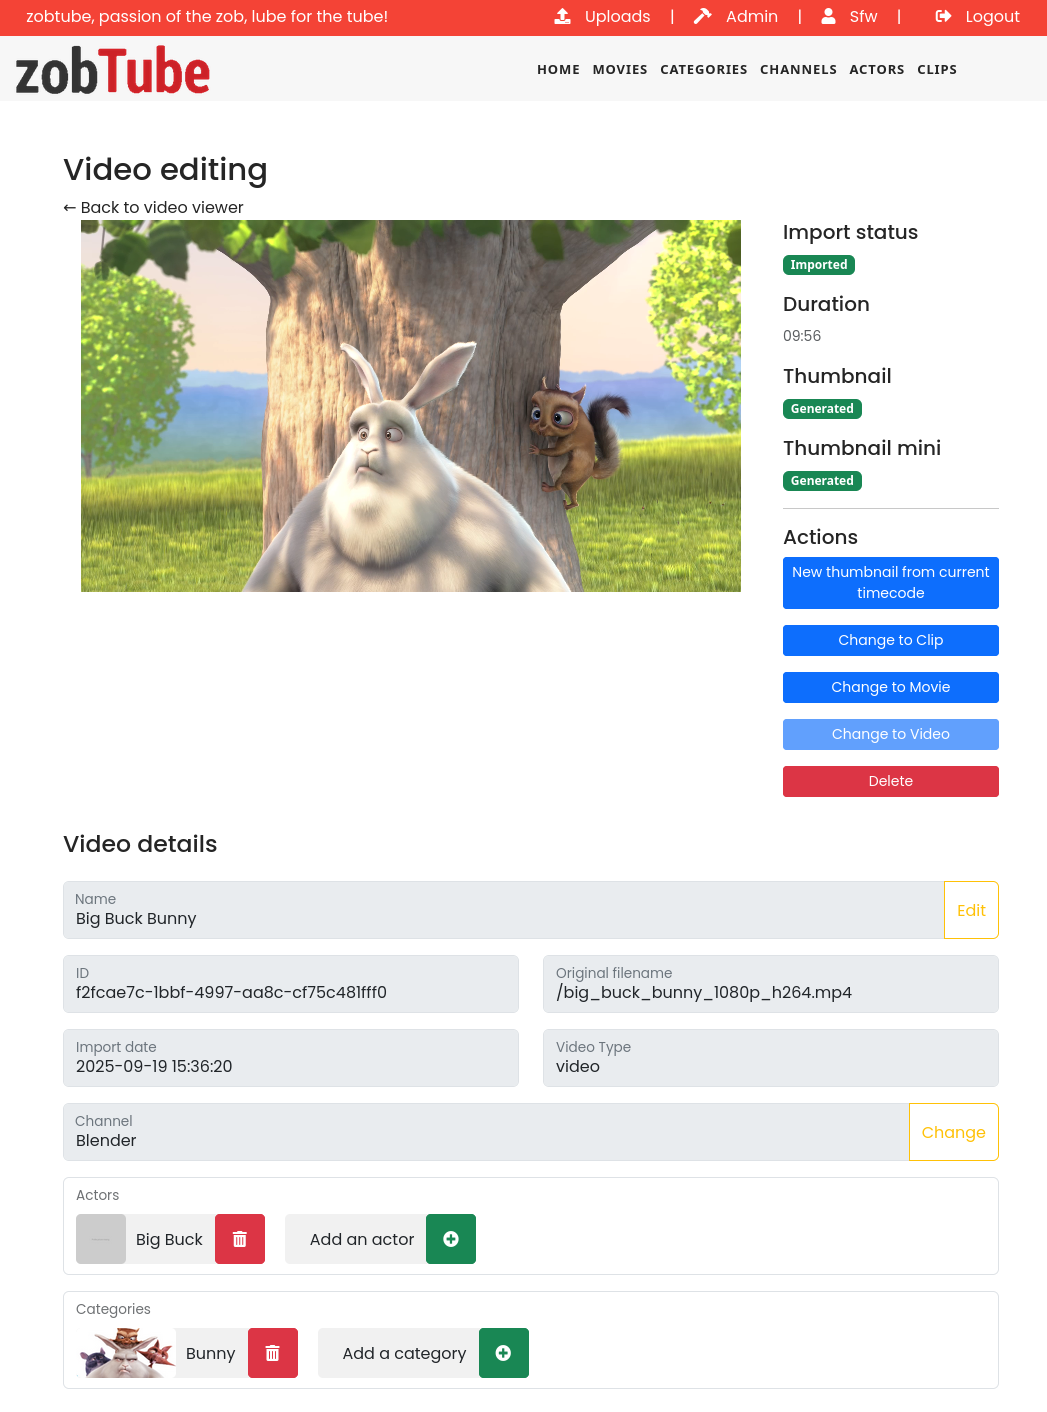 zobtube, passion of the zob, lube for the tube!
Uploads | Admin | Sfw | Logout
zobTube
HOME MOVIES CATEGORIES CHANNELS ACTORS CLIPS
Video editing
← Back to video viewer
Import status
Imported
Duration
09:56
Thumbnail
Generated
Thumbnail mini
Generated
Actions
New thumbnail from current
timecode
Change to Clip
Change to Movie
Change to Video
Delete
Video details
Name
Big Buck Bunny
Edit
ID
f2fcae7c-1bbf-4997-aa8c-cf75c481fff0
Original filename
/big_buck_bunny_1080p_h264.mp4
Import date
2025-09-19 15:36:20
Video Type
video
Channel
Blender
Change
Actors
Big Buck
Add an actor
Categories
Bunny
Add a category